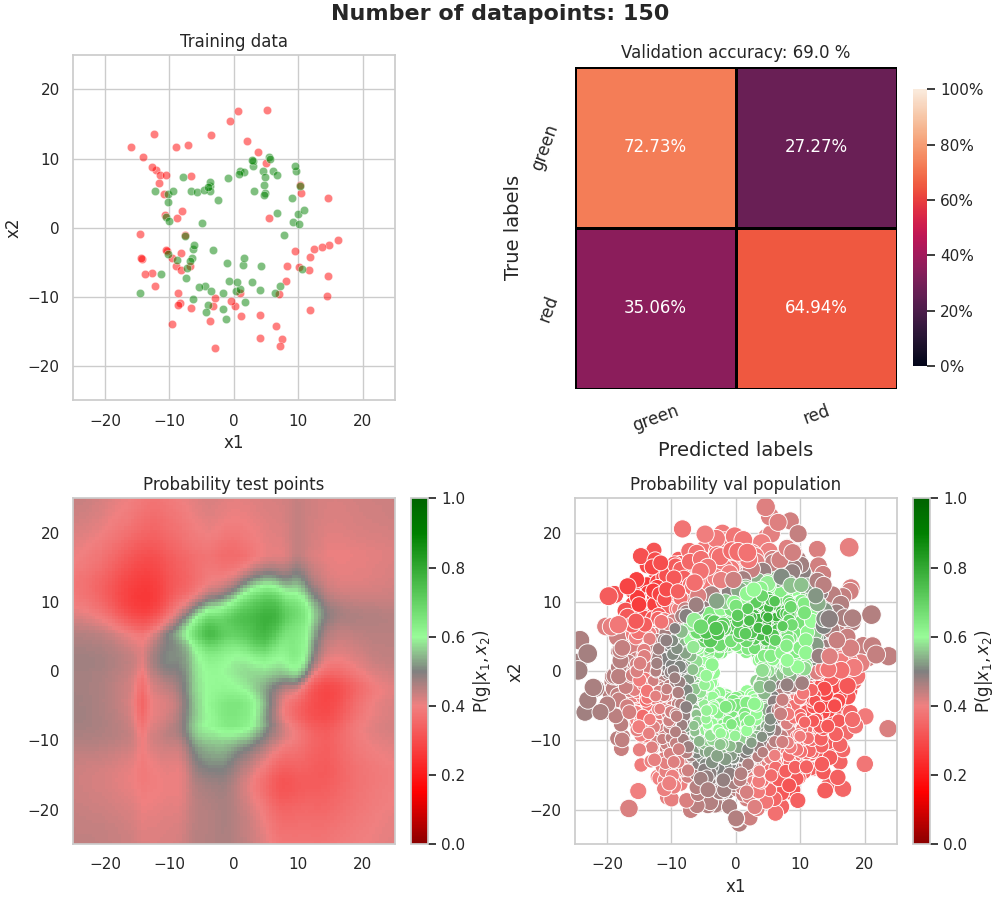 Number of datapoints: 150
Training data
20
10
0
−10
−20
x2
−20 −10 0 10 20
x1
Validation accuracy: 69.0 %
True labels
green
72.73% 27.27%
red
35.06% 64.94%
green red
Predicted labels
100%
80%
60%
40%
20%
0%
Probability test points
20
10
0
−10
−20
−20 −10 0 10 20
1.0
0.8
0.6
0.4
0.2
0.0
P(g|x₁, x₂)
Probability val population
20
10
0
−10
−20
x2
−20 −10 0 10 20
x1
1.0
0.8
0.6
0.4
0.2
0.0
P(g|x₁, x₂)